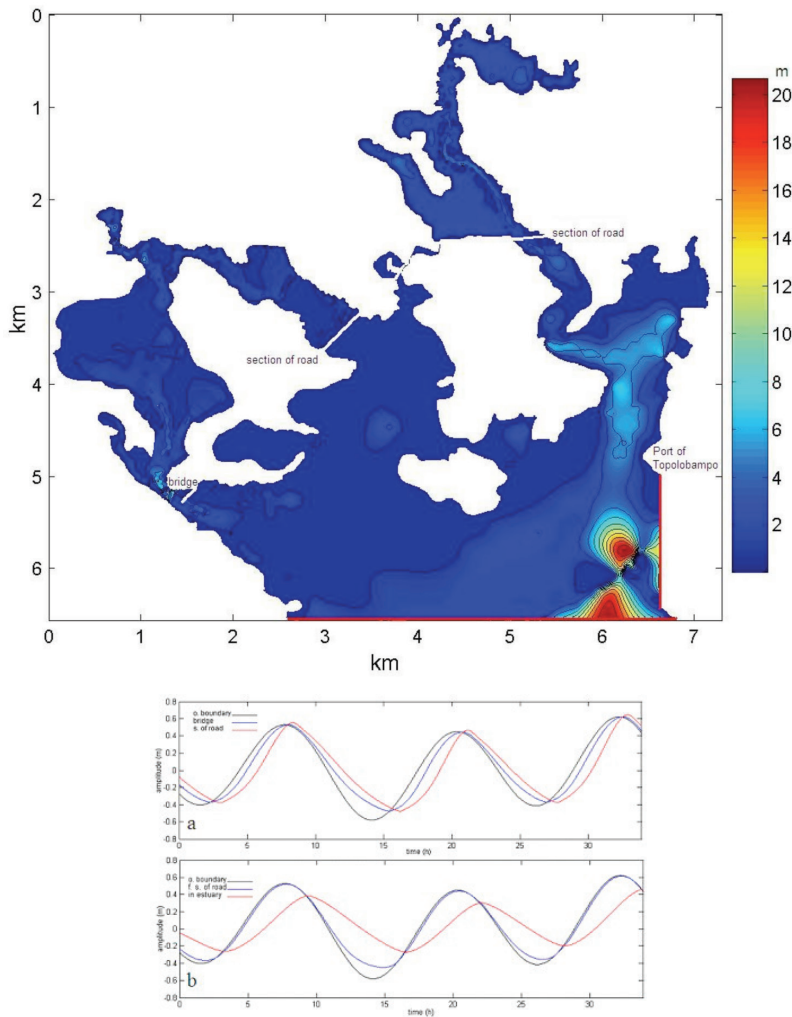 0
1
2
3
4
5
6
km
0
1
2
3
4
5
6
7
km
section of road
section of road
bridge
Port of
Topolobampo
m
20
18
16
14
12
10
8
6
4
2
o. boundary
bridge
s. of road
amplitude (m)
0.8
0.6
0.4
0.2
0
-0.2
-0.4
-0.6
-0.8
a
0
5
10
15
20
25
30
time (h)
o. boundary
f. s. of road
in estuary
amplitude (m)
0.8
0.6
0.4
0.2
0
-0.2
-0.4
-0.6
-0.8
b
0
5
10
15
20
25
30
time (h)